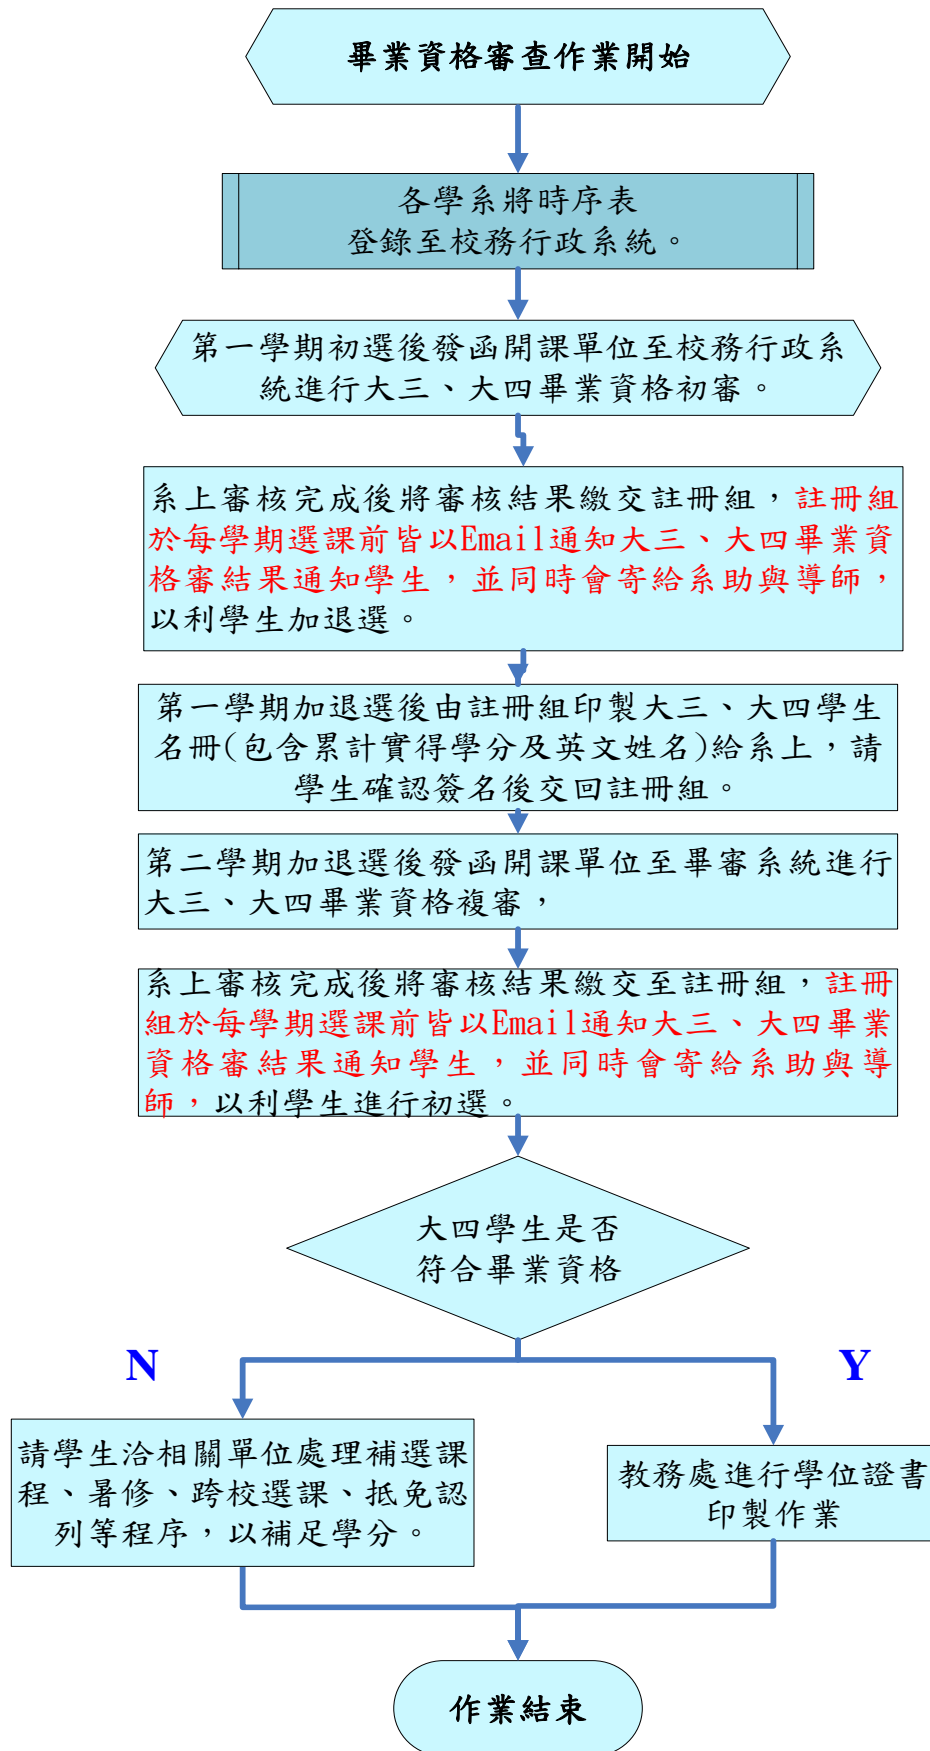 畢業資格審查作業開始
各學系將時序表
登錄至校務行政系統。
第一學期初選後發函開課單位至校務行政系
統進行大三、大四畢業資格初審。
系上審核完成後將審核結果繳交註冊組，註冊組
於每學期選課前皆以Email通知大三、大四畢業資
格審結果通知學生，並同時會寄給系助與導師，
以利學生加退選。
第一學期加退選後由註冊組印製大三、大四學生
名冊(包含累計實得學分及英文姓名)給系上，請
學生確認簽名後交回註冊組。
第二學期加退選後發函開課單位至畢審系統進行
大三、大四畢業資格複審，
系上審核完成後將審核結果繳交至註冊組，註冊
組於每學期選課前皆以Email通知大三、大四畢業
資格審結果通知學生，並同時會寄給系助與導
師，以利學生進行初選。
大四學生是否
符合畢業資格
N
Y
請學生洽相關單位處理補選課
程、暑修、跨校選課、抵免認
列等程序，以補足學分。
教務處進行學位證書
印製作業
作業結束